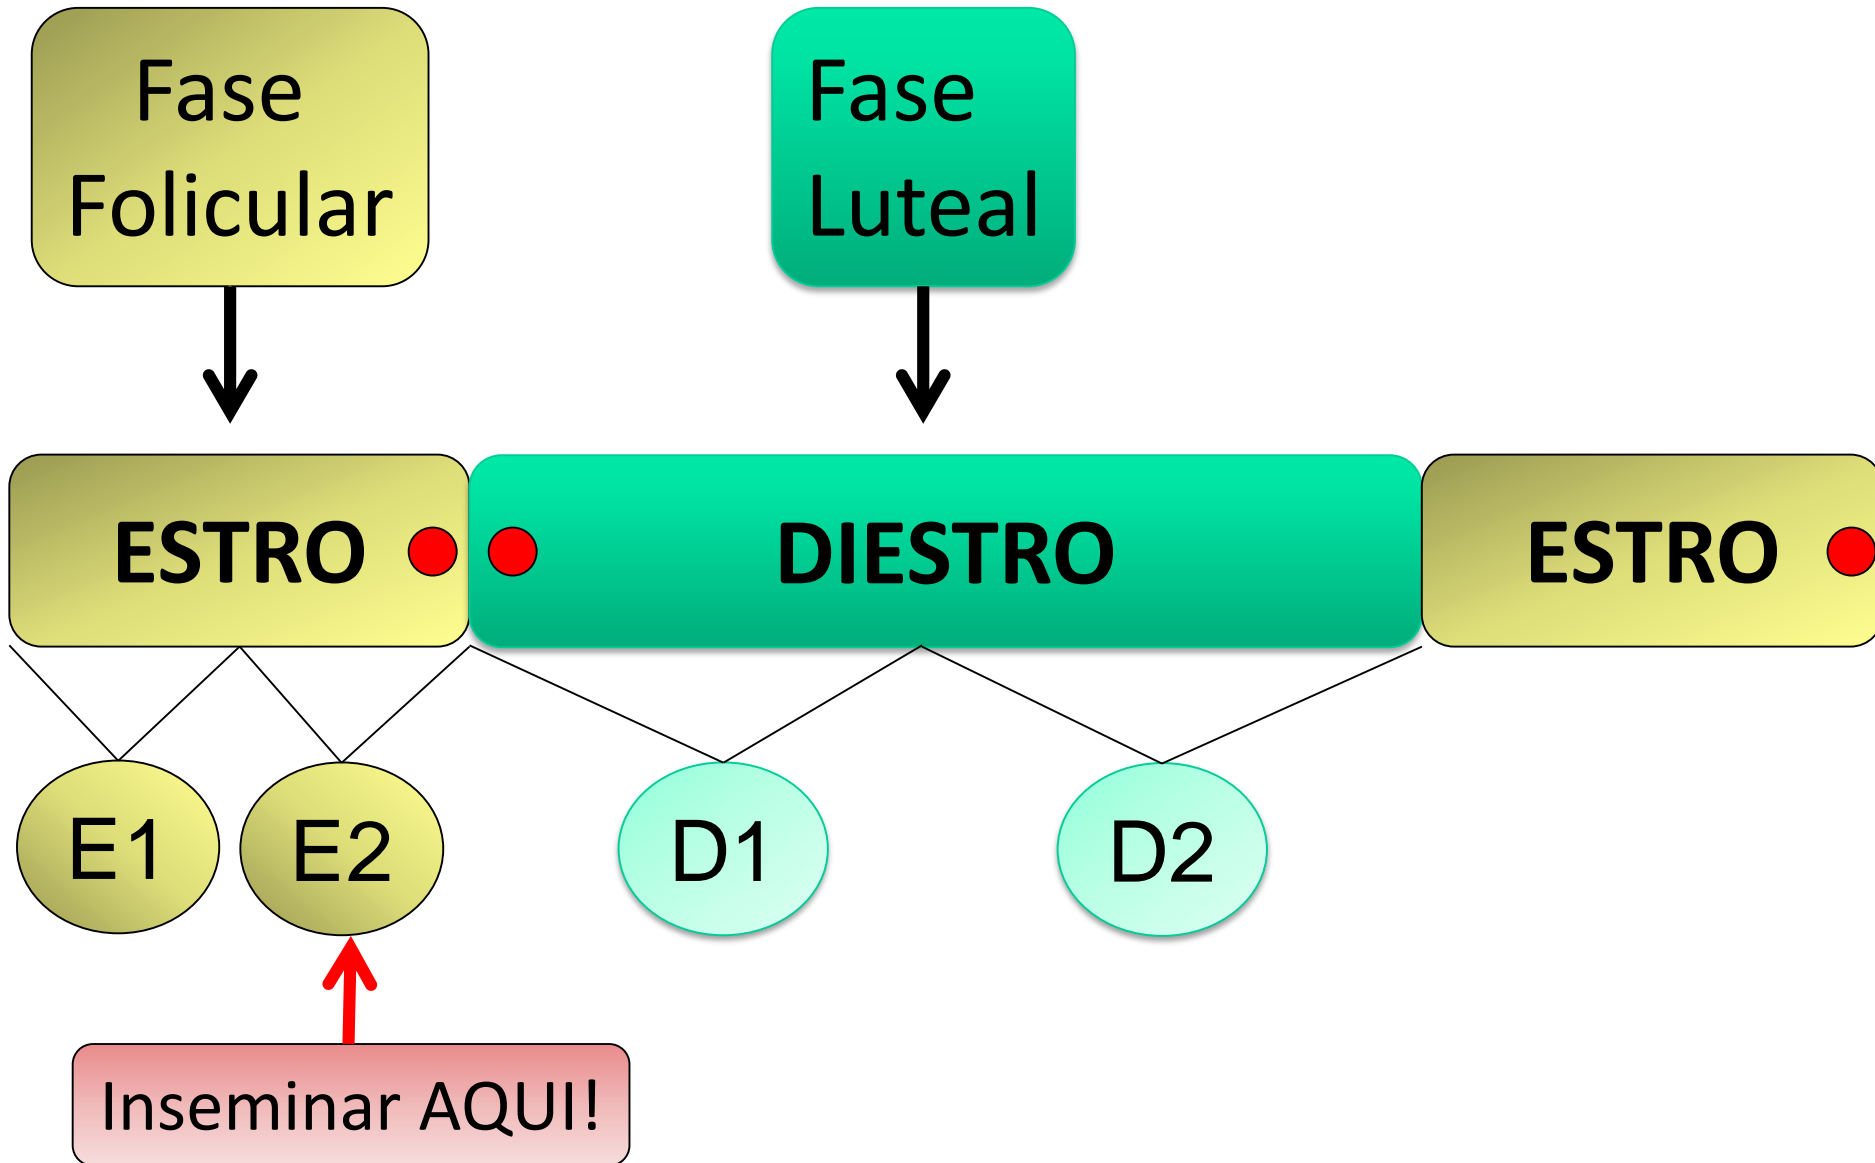 Fase
Folicular
Fase
Luteal
ESTRO
DIESTRO
ESTRO
E1
E2
D1
D2
Inseminar AQUI!